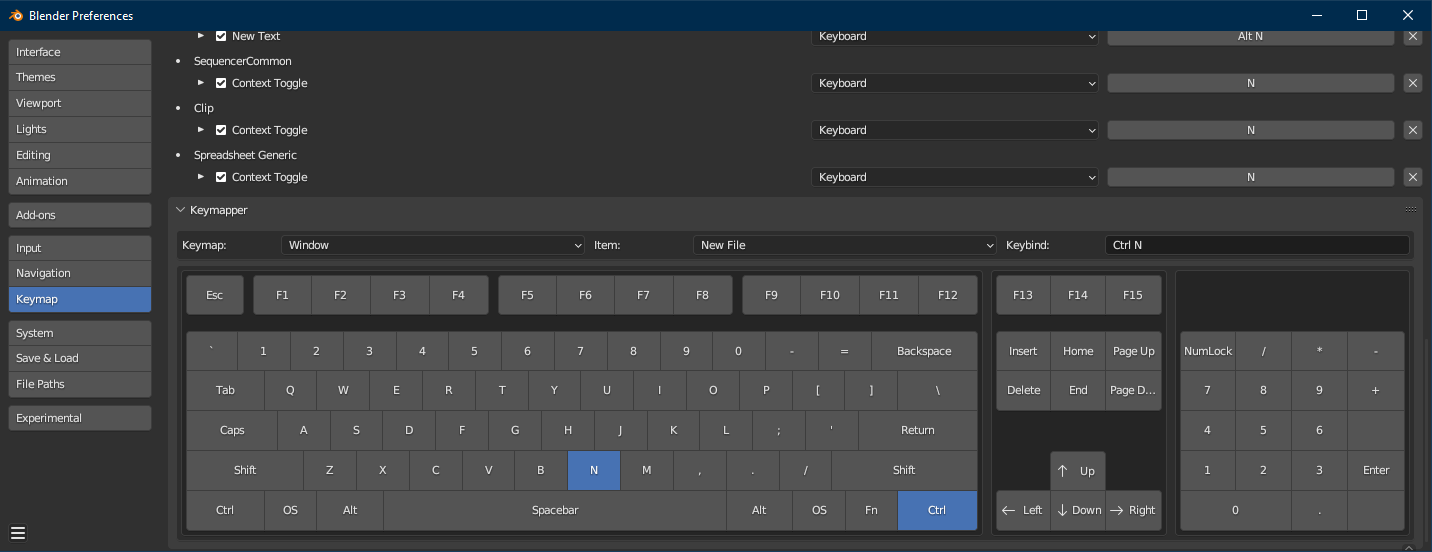 Blender Preferences
Interface
Themes
Viewport
Lights
Editing
Animation
Add-ons
Input
Navigation
Keymap
System
Save & Load
File Paths
Experimental
New Text Keyboard Alt N
SequencerCommon
Context Toggle Keyboard N
Clip
Context Toggle Keyboard N
Spreadsheet Generic
Context Toggle Keyboard N
Keymapper
Keymap: Window Item: New File Keybind: Ctrl N
Esc F1 F2 F3 F4 F5 F6 F7 F8 F9 F10 F11 F12 F13 F14 F15
` 1 2 3 4 5 6 7 8 9 0 - = Backspace Insert Home Page Up NumLock / * -
Tab Q W E R T Y U I O P [ ] \ Delete End Page D... 7 8 9 +
Caps A S D F G H J K L ; ' Return 4 5 6
Shift Z X C V B N M , . / Shift ↑ Up 1 2 3 Enter
Ctrl OS Alt Spacebar Alt OS Fn Ctrl ← Left ↓ Down → Right 0 .